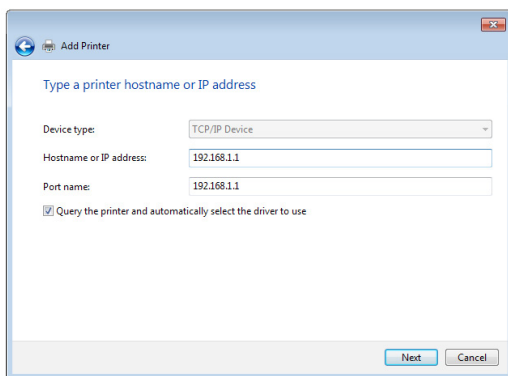 Add Printer
Type a printer hostname or IP address
Device type: TCP/IP Device
Hostname or IP address: 192.168.1.1
Port name: 192.168.1.1
Query the printer and automatically select the driver to use
Next Cancel